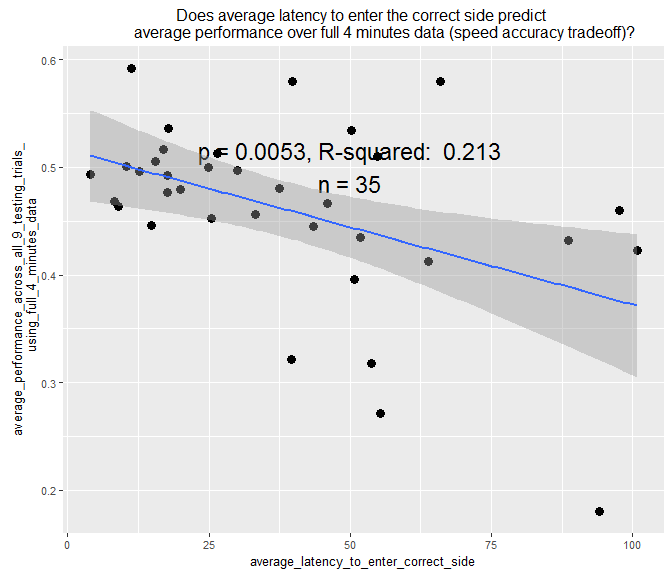 Does average latency to enter the correct side predict
average performance over full 4 minutes data (speed accuracy tradeoff)?
0.6
0.5
0.4
0.3
0.2
p = 0.0053, R-squared: 0.213
n = 35
average_performance_across_all_9_testing_trials_
using_full_4_minutes_data
0
25
50
75
100
average_latency_to_enter_correct_side